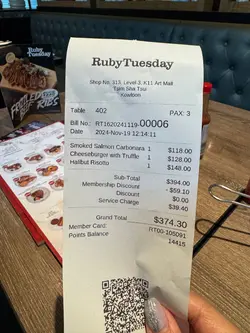 RubyTuesday
Shop No. 315, Level 3, K11 Art Mall
Tsim Sha Tsui
Kowloon
Table 402 PAX: 3
Bill No.: RT1620241119-00006
Date 2024-Nov-19 12:14:11
Smoked Salmon Carbonara 1 $118.00
Cheeseburger with Truffle 1 $128.00
Halibut Risotto 1 $148.00
Sub-Total $394.00
Membership Discount - $59.10
Discount $0.00
Service Charge $39.40
Grand Total $374.30
Member Card: RT00-105091
Points Balance 14415
Ruby
Tuesday
RIBS